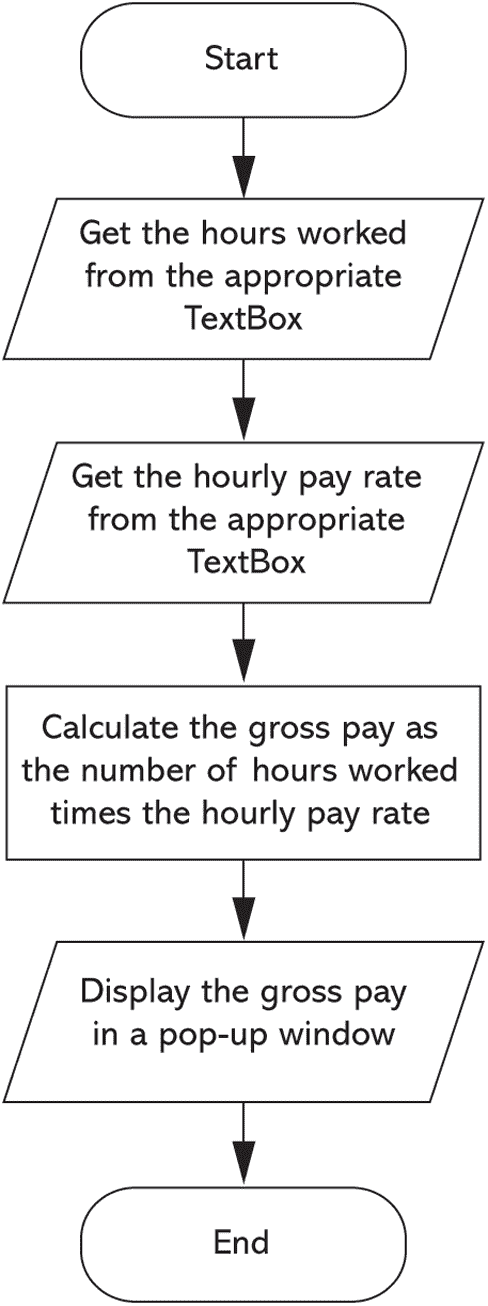 Start
Get the hours worked
from the appropriate
TextBox
Get the hourly pay rate
from the appropriate
TextBox
Calculate the gross pay as
the number of hours worked
times the hourly pay rate
Display the gross pay
in a pop-up window
End